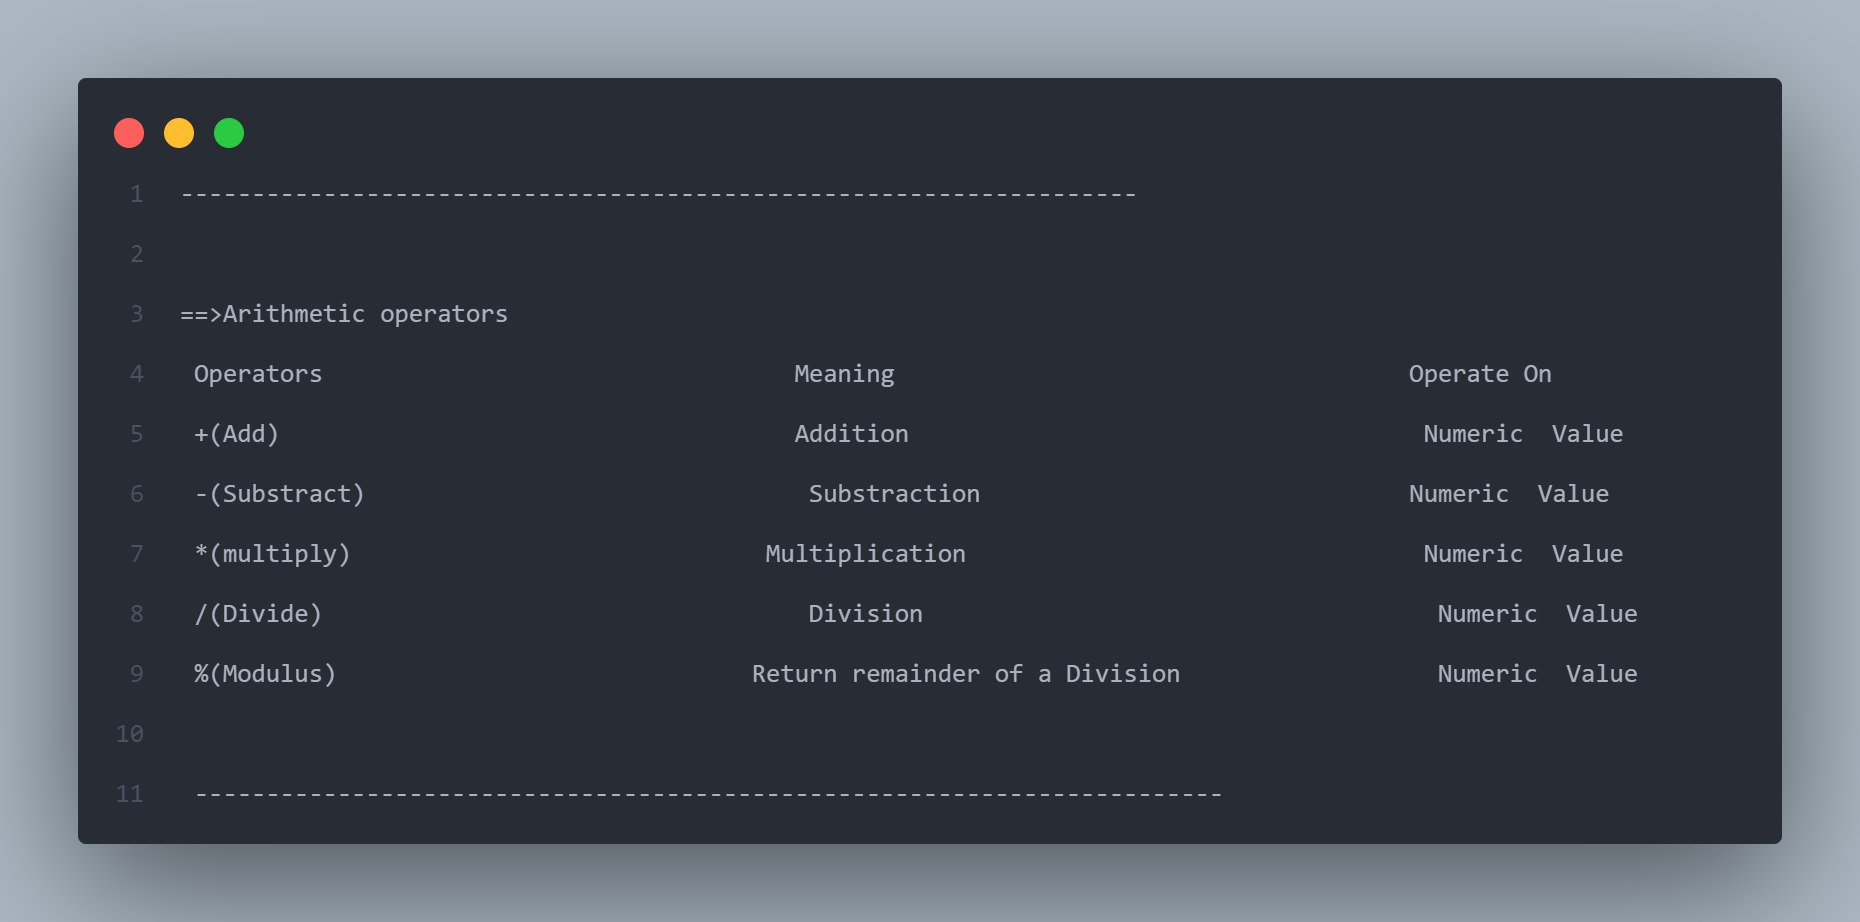 1 -------------------------------------------------------------------
2
3 ==>Arithmetic operators
4 Operators Meaning Operate On
5 +(Add) Addition Numeric Value
6 -(Substract) Substraction Numeric Value
7 *(multiply) Multiplication Numeric Value
8 /(Divide) Division Numeric Value
9 %(Modulus) Return remainder of a Division Numeric Value
10
11 ------------------------------------------------------------------------